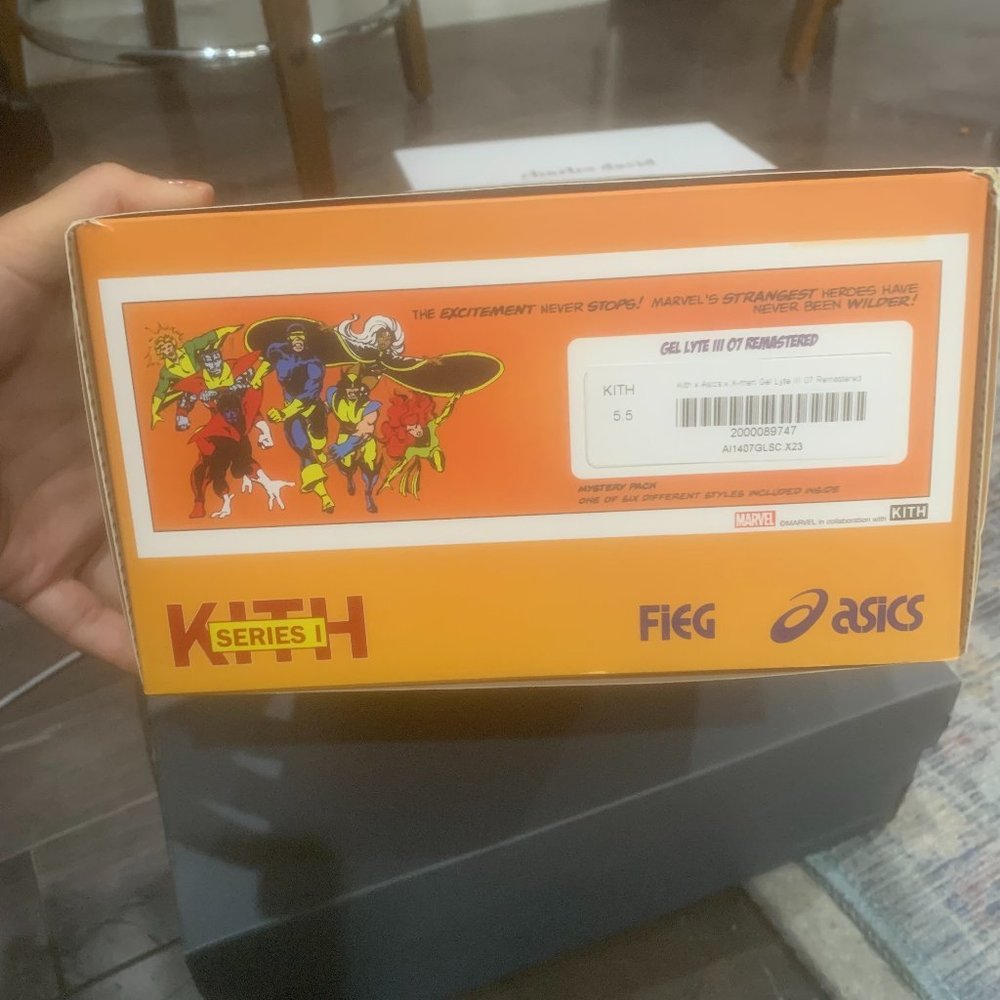 charles david
THE EXCITEMENT NEVER STOPS! MARVEL'S STRANGEST HEROES HAVE
NEVER BEEN WILDER!
GEL LYTE III 07 REMASTERED
KITH
5.5
Kith x Asics x X-men Gel Lyte III 07 Remastered
2000089747
AI1407GLSC.X23
MYSTERY PACK
ONE OF SIX DIFFERENT STYLES INCLUDED INSIDE
MARVEL ©MARVEL in collaboration with KITH
KITH
SERIES I
FIEG
asics